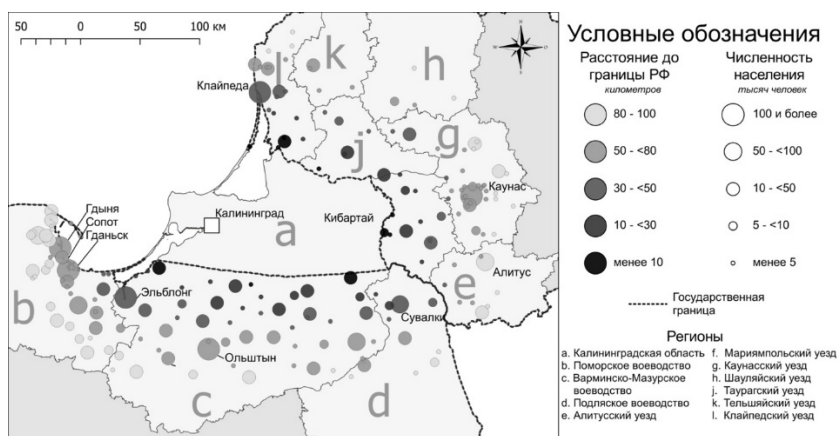 50 0 50 100 км
Клайпеда
l
k
h
j
g
Каунас
Гдыня
Сопот
Гданьск
Калининград
Кибартай
a
e
Алитус
b
Эльблонг
Сувалки
Ольштын
c
d
Условные обозначения
Расстояние до границы РФ
километров
80 - 100
50 - <80
30 - <50
10 - <30
менее 10
Численность населения
тысяч человек
100 и более
50 - <100
10 - <50
5 - <10
менее 5
Государственная
граница
Регионы
a. Калининградская область
b. Поморское воеводство
c. Варминско-Мазурское
воеводство
d. Подляское воеводство
e. Алитусский уезд
f. Мариямпольский уезд
g. Каунасский уезд
h. Шауляйский уезд
j. Таурагский уезд
k. Тельшяйский уезд
l. Клайпедский уезд